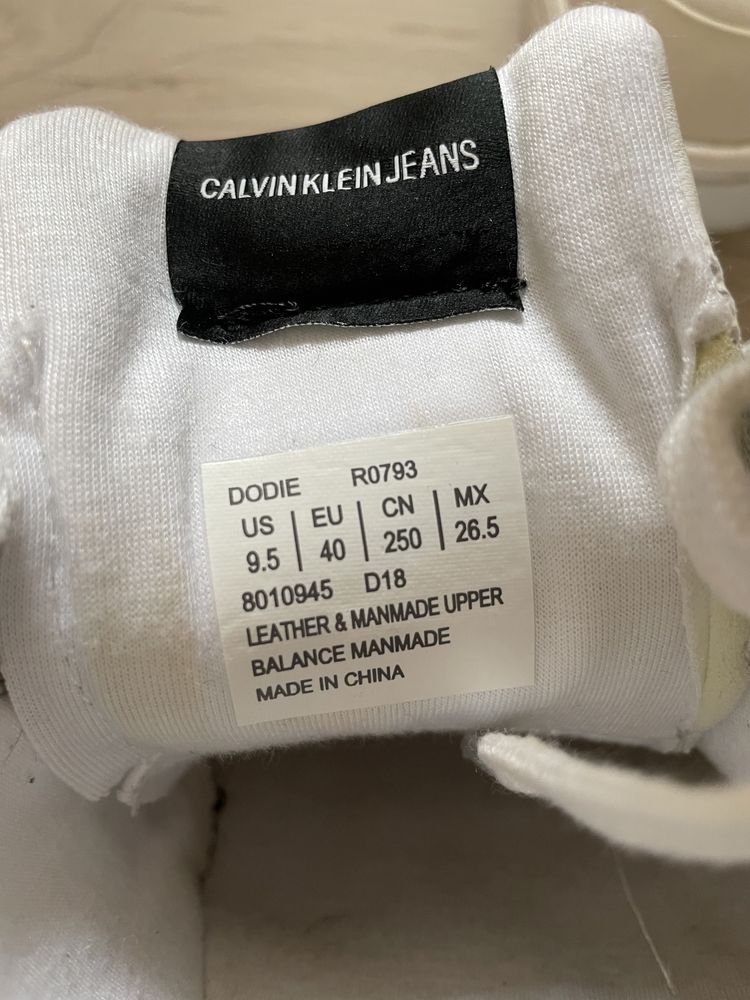 CALVIN KLEIN JEANS
DODIE R0793
US | EU | CN | MX
9.5 | 40 | 250 | 26.5
8010945 D18
LEATHER & MANMADE UPPER
BALANCE MANMADE
MADE IN CHINA